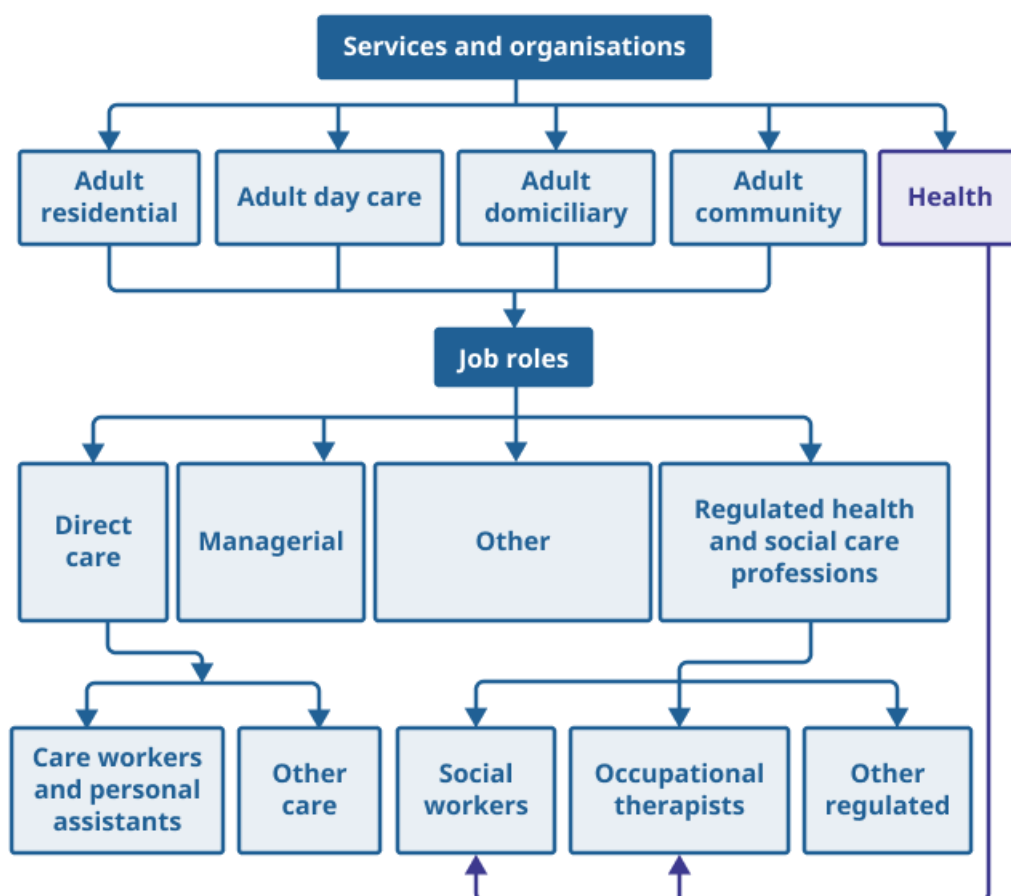 Services and organisations
Adult
residential
Adult day care
Adult
domiciliary
Adult
community
Health
Job roles
Direct
care
Managerial
Other
Regulated health
and social care
professions
Care workers
and personal
assistants
Other
care
Social
workers
Occupational
therapists
Other
regulated